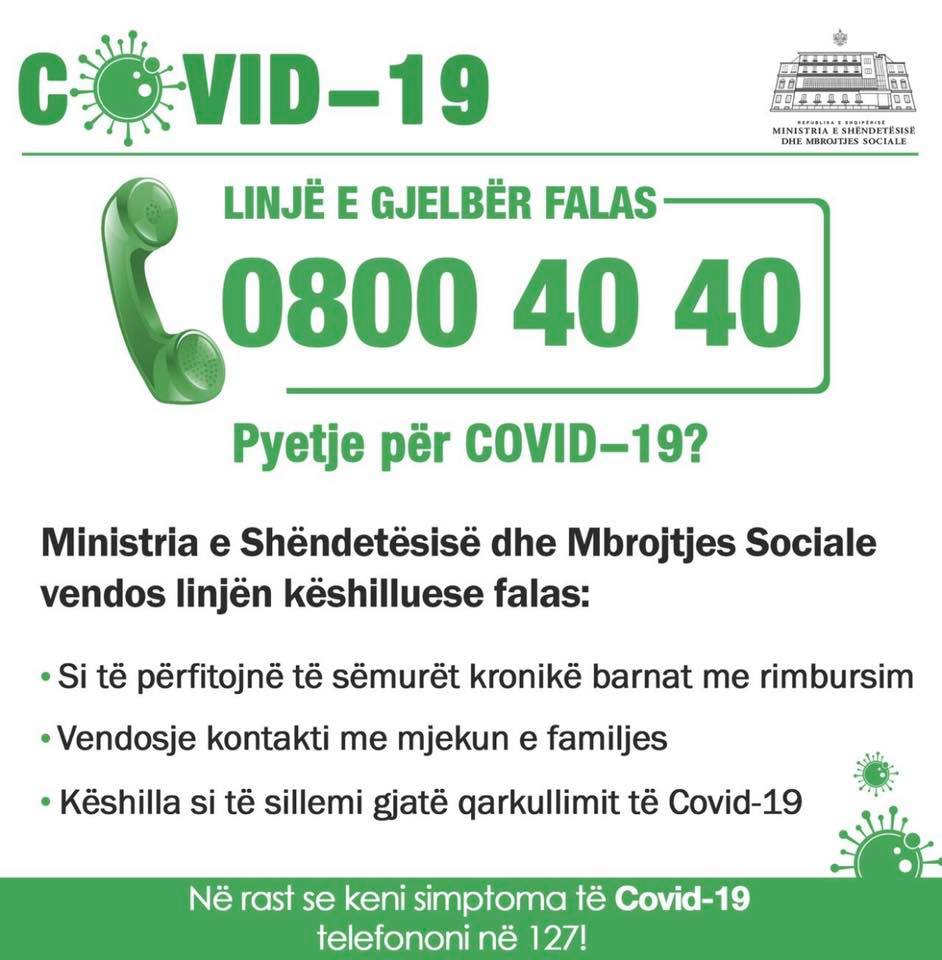 COVID-19
REPUBLIKA E SHQIPËRISË
MINISTRIA E SHËNDETËSISË
DHE MBROJTJES SOCIALE
LINJË E GJELBËR FALAS
0800 40 40
Pyetje për COVID-19?
Ministria e Shëndetësisë dhe Mbrojtjes Sociale
vendos linjën këshilluese falas:
• Si të përfitojnë të sëmurët kronikë barnat me rimbursim
• Vendosje kontakti me mjekun e familjes
• Këshilla si të sillemi gjatë qarkullimit të Covid-19
Në rast se keni simptoma të Covid-19
telefononi në 127!